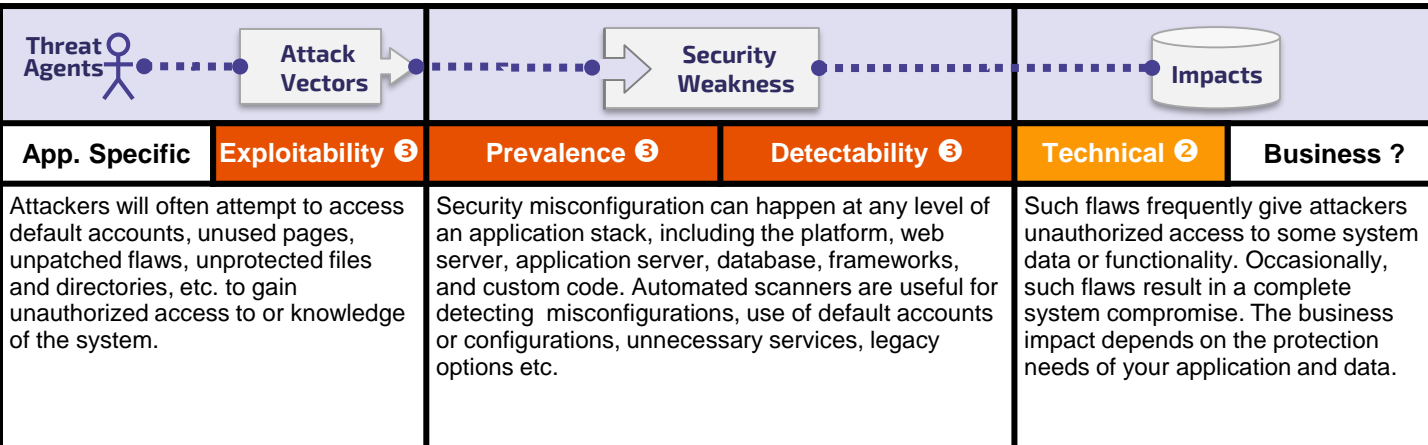 Threat
Agents
Attack
Vectors
Security
Weakness
Impacts
App. Specific
Exploitability ❸
Prevalence ❸
Detectability ❸
Technical ❷
Business ?
Attackers will often attempt to access
default accounts, unused pages,
unpatched flaws, unprotected files
and directories, etc. to gain
unauthorized access to or knowledge
of the system.
Security misconfiguration can happen at any level of
an application stack, including the platform, web
server, application server, database, frameworks,
and custom code. Automated scanners are useful for
detecting misconfigurations, use of default accounts
or configurations, unnecessary services, legacy
options etc.
Such flaws frequently give attackers
unauthorized access to some system
data or functionality. Occasionally,
such flaws result in a complete
system compromise. The business
impact depends on the protection
needs of your application and data.